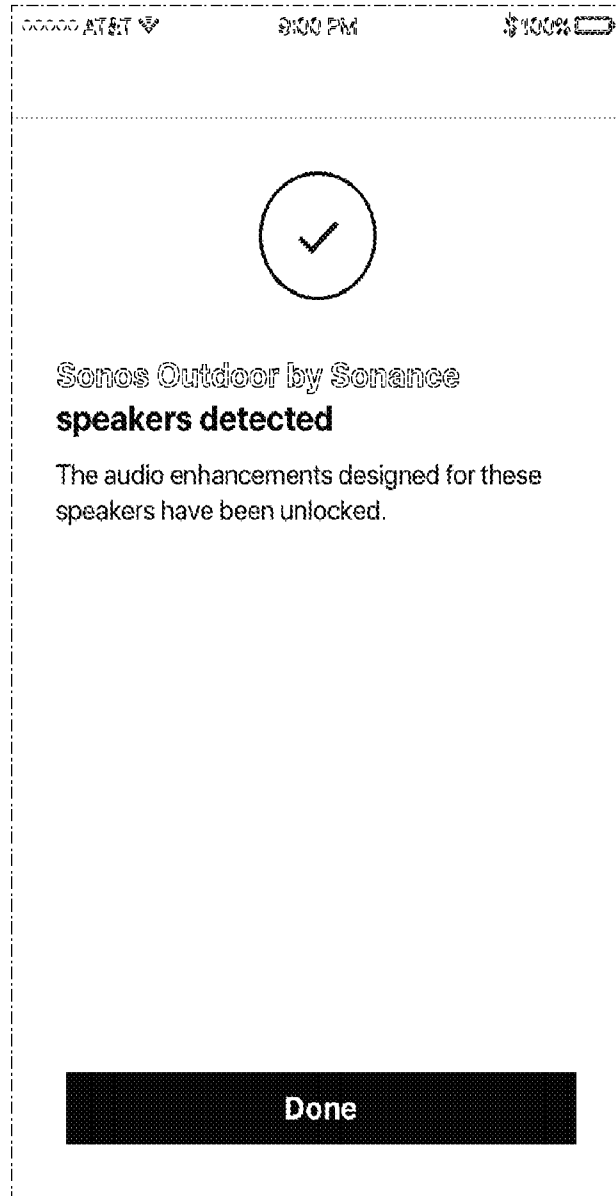 AT&T 9:00 PM 100%
Sonos Outdoor by Sonance
speakers detected
The audio enhancements designed for these
speakers have been unlocked.
Done